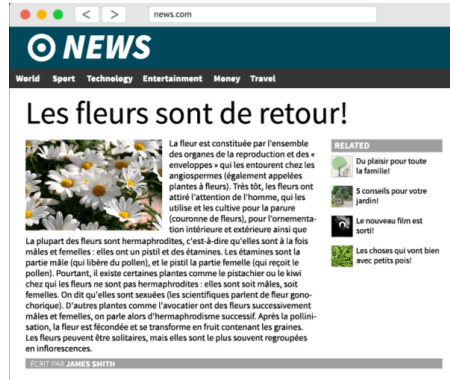 news.com
NEWS
World Sport Technology Entertainment Money Travel
Les fleurs sont de retour!
La fleur est constituée par l'ensemble
des organes de la reproduction et des «
enveloppes » qui les entourent chez les
angiospermes (également appelées
plantes à fleurs). Très tôt, les fleurs ont
attiré l'attention de l'homme, qui les
utilise et les cultive pour la parure
(couronne de fleurs), pour l'ornementa-
tion intérieure et extérieure ainsi que
La plupart des fleurs sont hermaphrodites, c'est-à-dire qu'elles sont à la fois
mâles et femelles : elles ont un pistil et des étamines. Les étamines sont la
partie mâle (qui libère du pollen), et le pistil la partie femelle (qui reçoit le
pollen). Pourtant, il existe certaines plantes comme le pistachier ou le kiwi
chez qui les fleurs ne sont pas hermaphrodites : elles sont soit mâles, soit
femelles. On dit qu'elles sont sexuées (les scientifiques parlent de fleur gono-
chorique). D'autres plantes comme l'avocatier ont des fleurs successivement
mâles et femelles, on parle alors d'hermaphrodisme successif. Après la pollini-
sation, la fleur est fécondée et se transforme en fruit contenant les graines.
Les fleurs peuvent être solitaires, mais elles sont le plus souvent regroupées
en inflorescences.
ÉCRIT PAR JAMES SMITH
RELATED
Du plaisir pour toute
la famille!
5 conseils pour votre
jardin!
Le nouveau film est
sorti!
Les choses qui vont bien
avec petits pois!